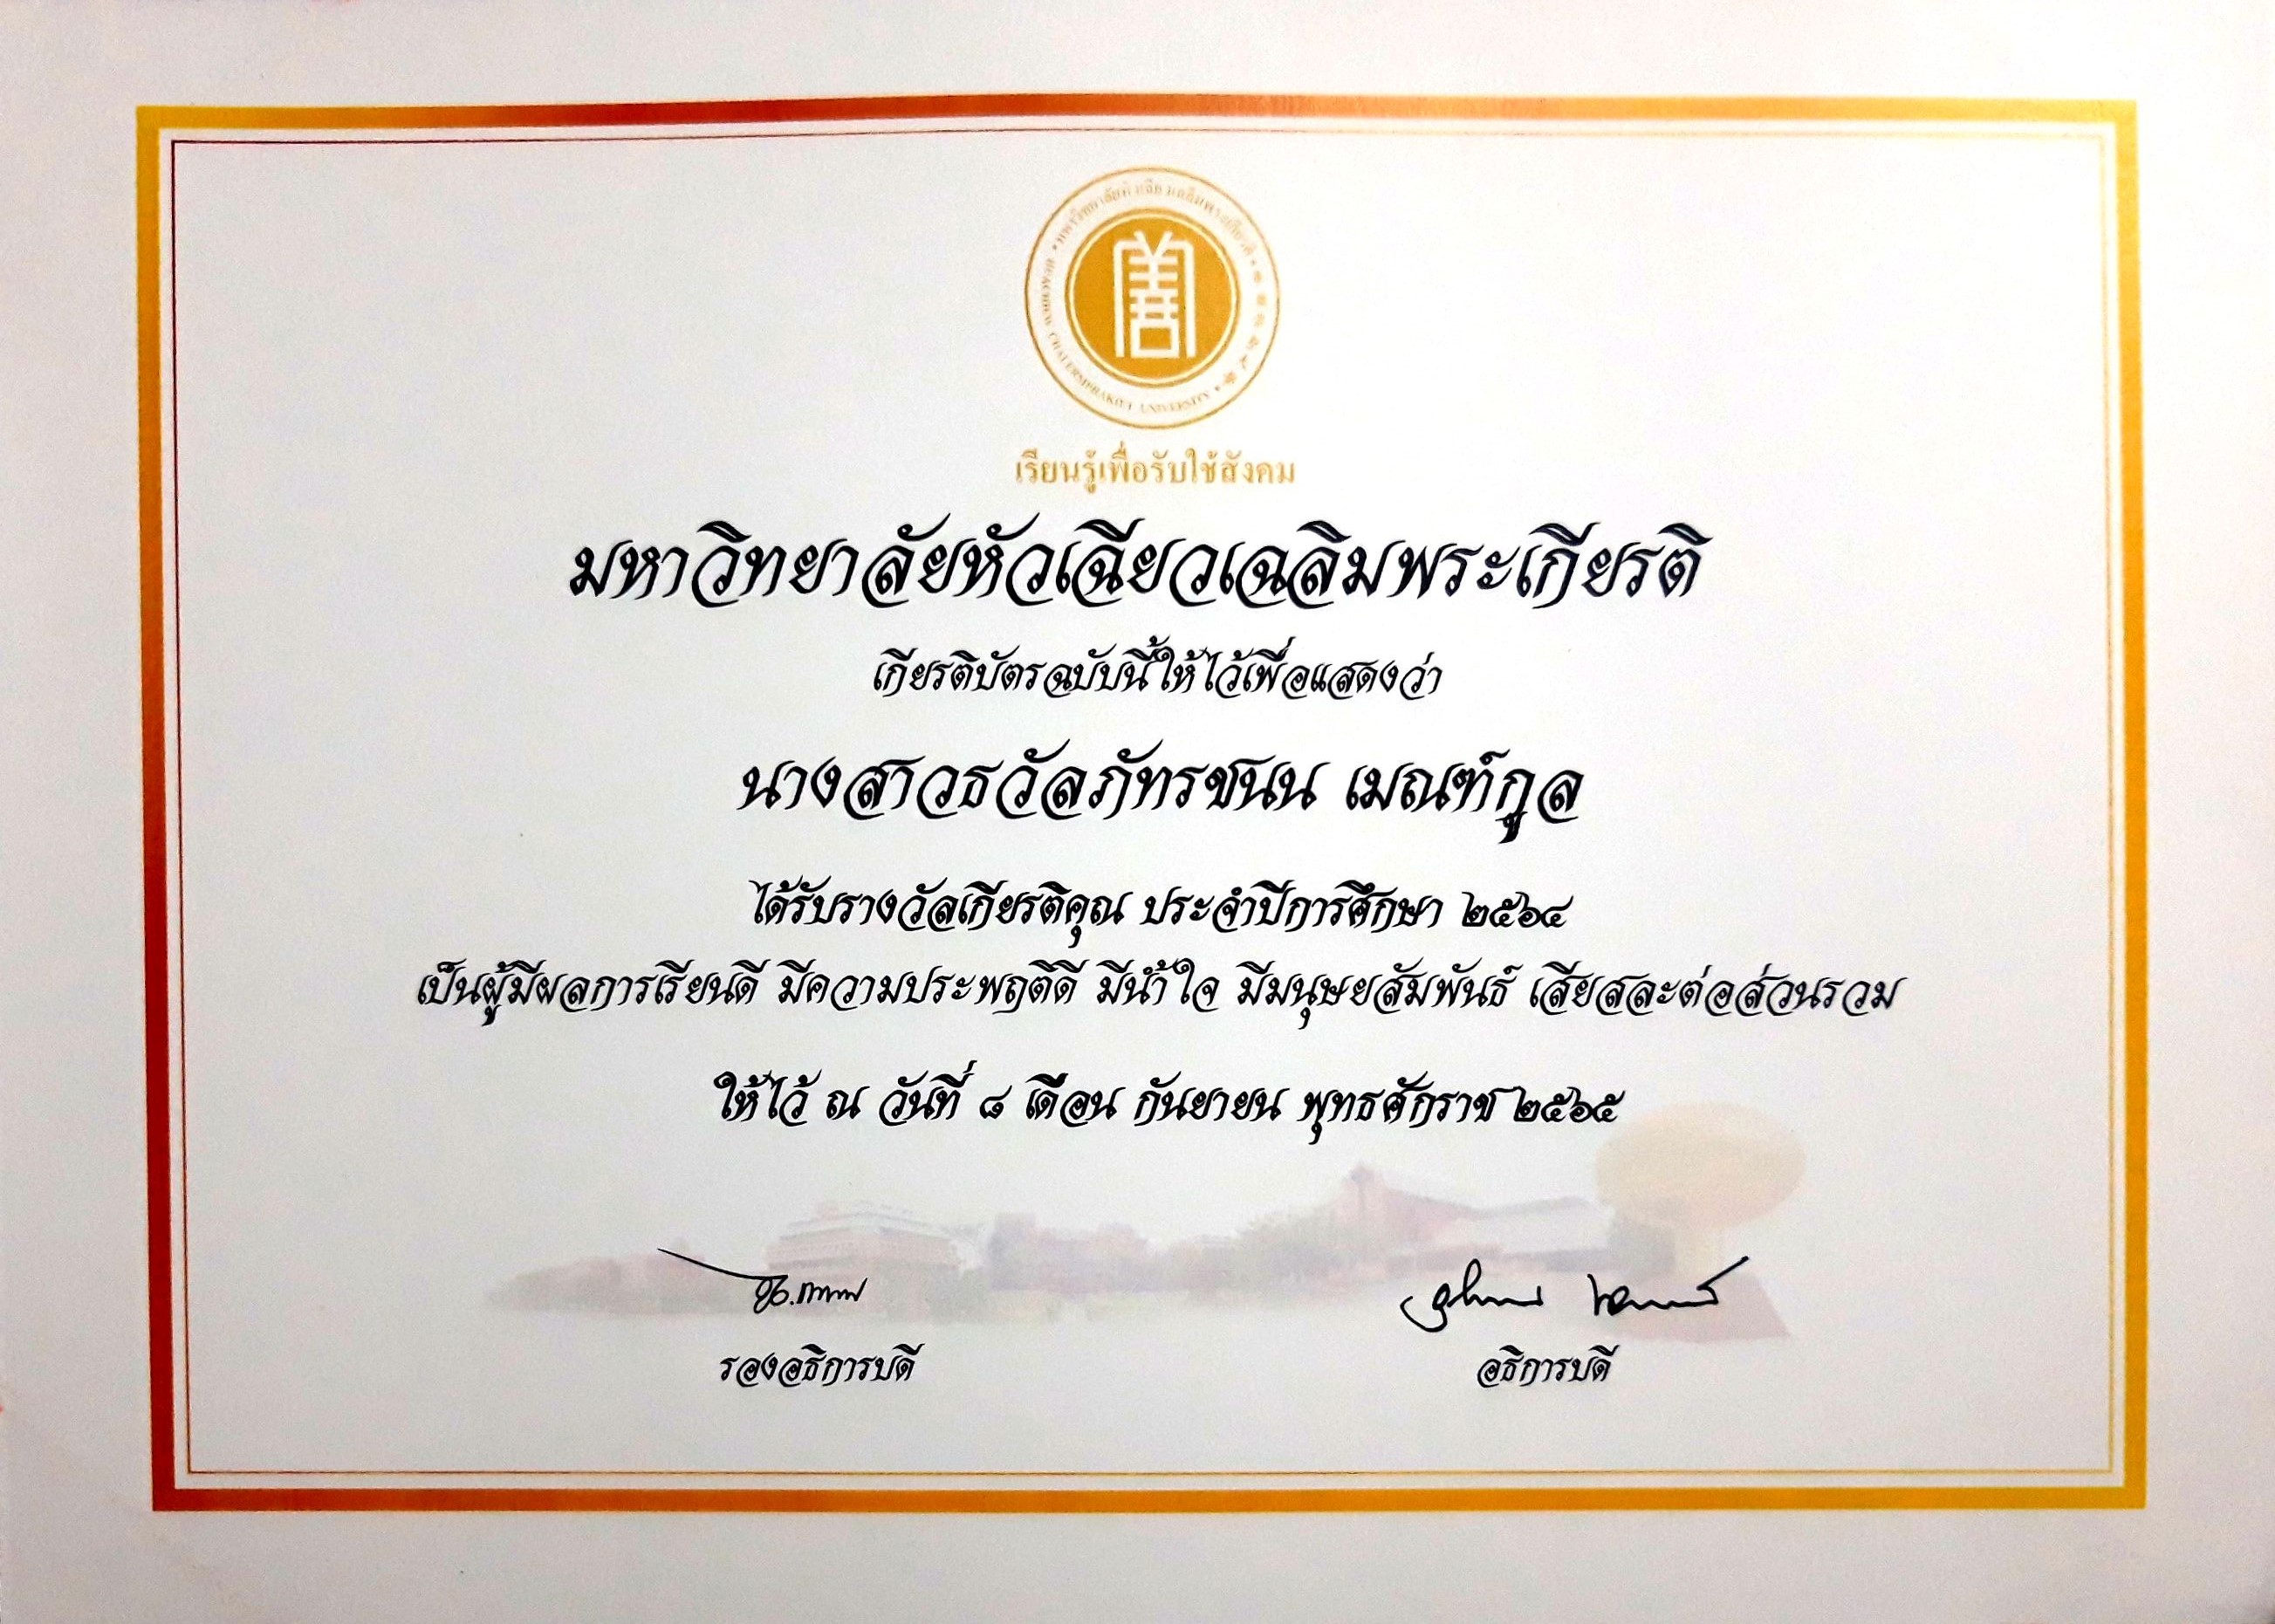 มหาวิทยาลัยหัวเฉียวเฉลิมพระเกียรติ
HUACHIEW CHALERMPRAKIET UNIVERSITY
善
เรียนรู้เพื่อรับใช้สังคม
มหาวิทยาลัยหัวเฉียวเฉลิมพระเกียรติ
เกียรติบัตรฉบับนี้ให้ไว้เพื่อแสดงว่า
นางสาวธวัลภัทรชนน เมณฑ์กูล
ได้รับรางวัลเกียรติคุณ ประจำปีการศึกษา ๒๕๖๔
เป็นผู้มีผลการเรียนดี มีความประพฤติดี มีน้ำใจ มีมนุษยสัมพันธ์ เสียสละต่อส่วนรวม
ให้ไว้ ณ วันที่ ๘ เดือน กันยายน พุทธศักราช ๒๕๖๕
รองอธิการบดี
อธิการบดี